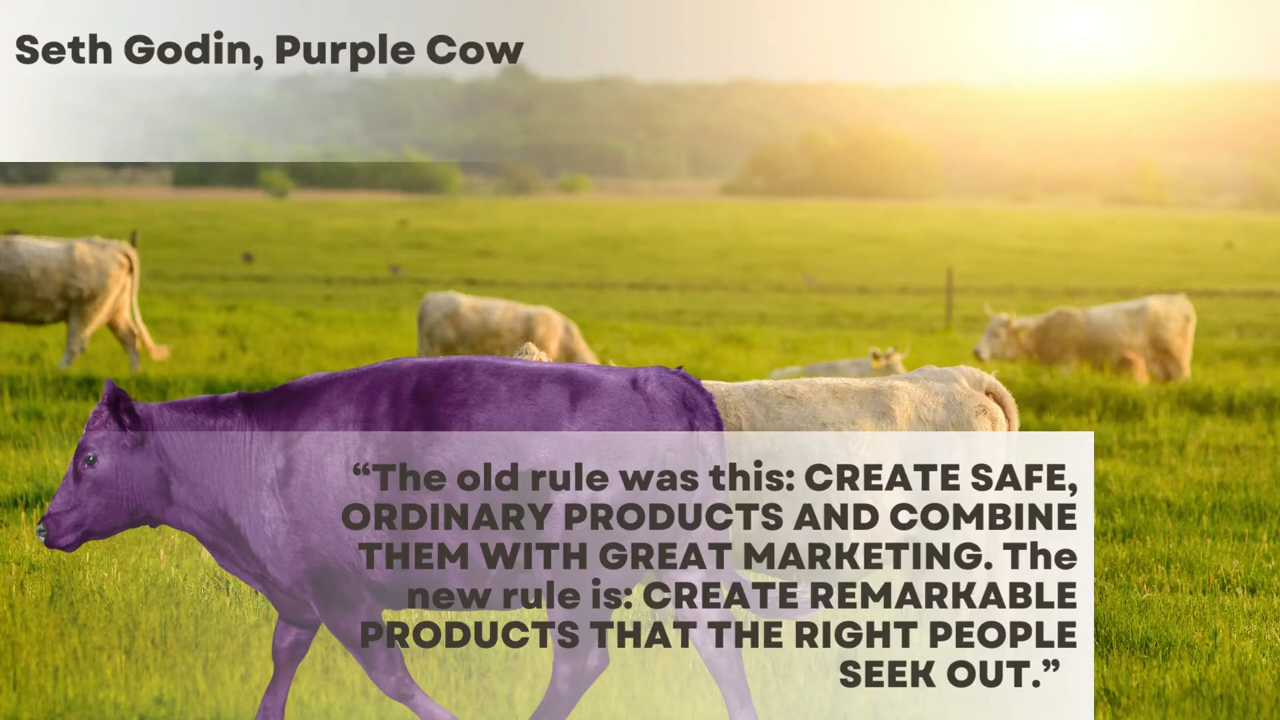 Seth Godin, Purple Cow
“The old rule was this: CREATE SAFE,
ORDINARY PRODUCTS AND COMBINE
THEM WITH GREAT MARKETING. The
new rule is: CREATE REMARKABLE
PRODUCTS THAT THE RIGHT PEOPLE
SEEK OUT.”